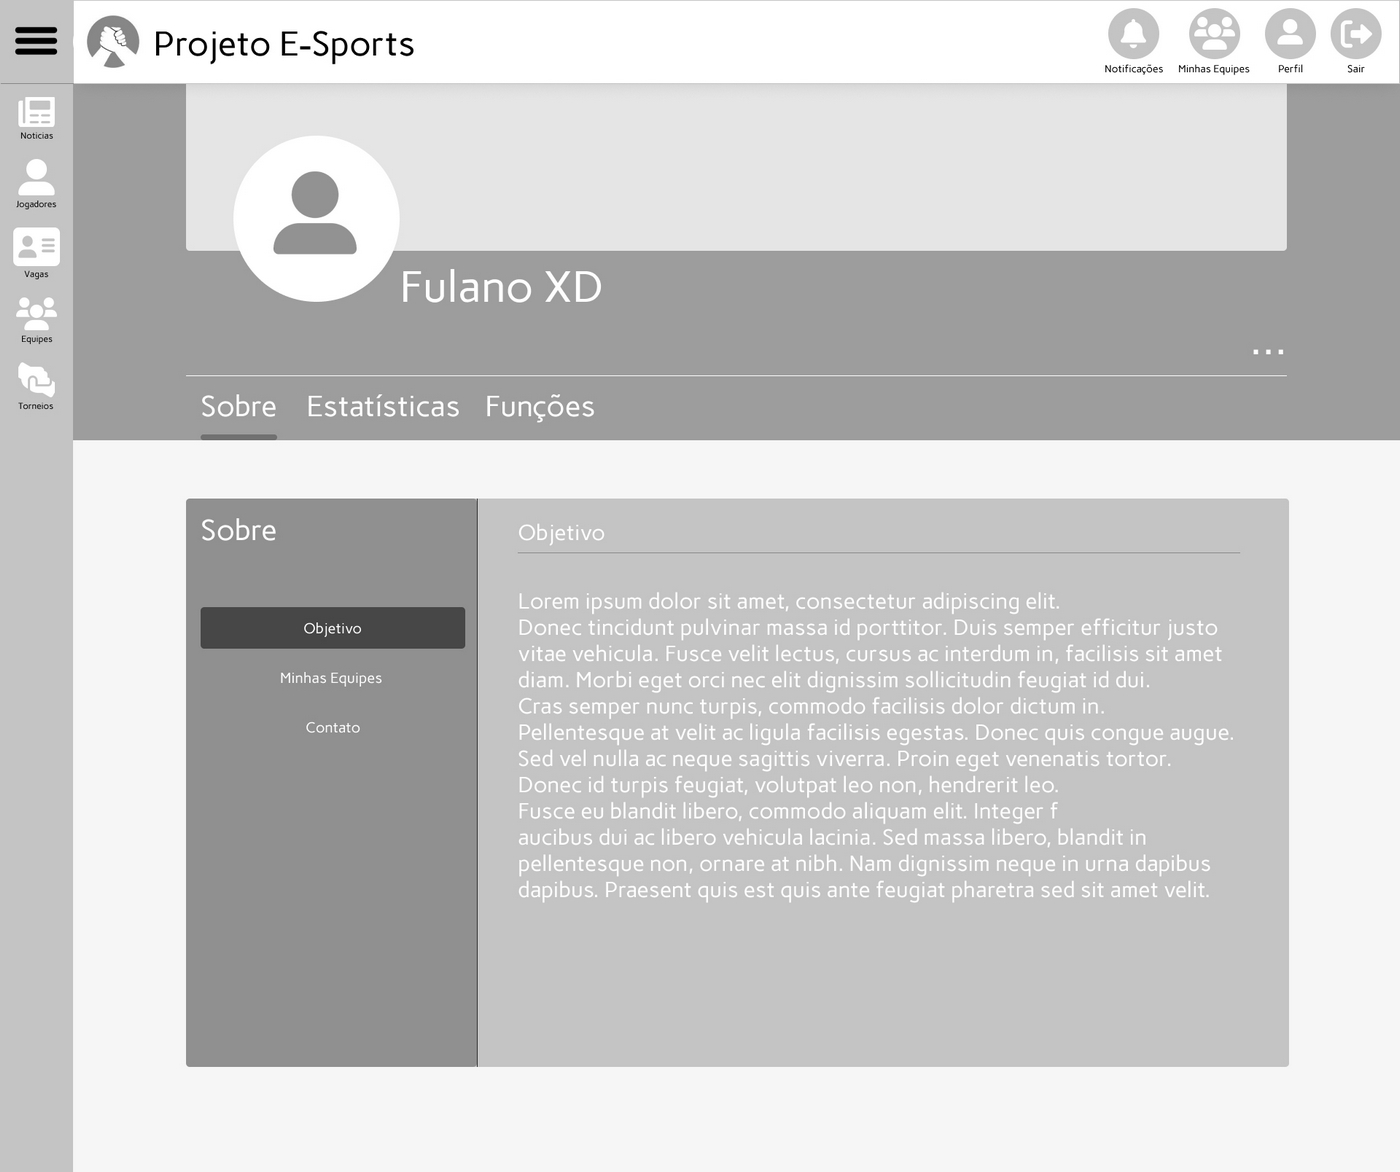 Projeto E-Sports
Notificações
Minhas Equipes
Perfil
Sair
Noticias
Jogadores
Vagas
Equipes
Torneios
Fulano XD
...
Sobre
Estatísticas
Funções
Sobre
Objetivo
Minhas Equipes
Contato
Objetivo
Lorem ipsum dolor sit amet, consectetur adipiscing elit.
Donec tincidunt pulvinar massa id porttitor. Duis semper efficitur justo
vitae vehicula. Fusce velit lectus, cursus ac interdum in, facilisis sit amet
diam. Morbi eget orci nec elit dignissim sollicitudin feugiat id dui.
Cras semper nunc turpis, commodo facilisis dolor dictum in.
Pellentesque at velit ac ligula facilisis egestas. Donec quis congue augue.
Sed vel nulla ac neque sagittis viverra. Proin eget venenatis tortor.
Donec id turpis feugiat, volutpat leo non, hendrerit leo.
Fusce eu blandit libero, commodo aliquam elit. Integer f
aucibus dui ac libero vehicula lacinia. Sed massa libero, blandit in
pellentesque non, ornare at nibh. Nam dignissim neque in urna dapibus
dapibus. Praesent quis est quis ante feugiat pharetra sed sit amet velit.